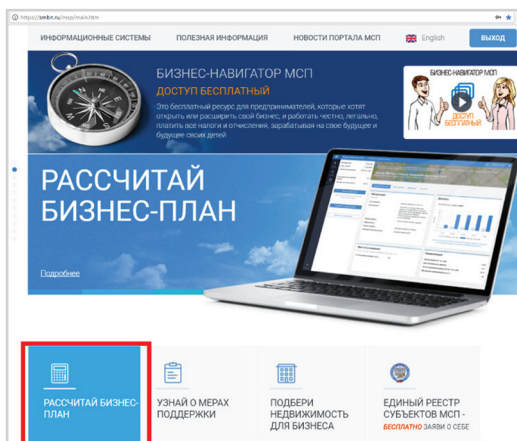 https://smbn.ru/msp/main.htm
ИНФОРМАЦИОННЫЕ СИСТЕМЫ ПОЛЕЗНАЯ ИНФОРМАЦИЯ НОВОСТИ ПОРТАЛА МСП English ВЫХОД
БИЗНЕС-НАВИГАТОР МСП
ДОСТУП БЕСПЛАТНЫЙ
Это бесплатный ресурс для предпринимателей, которые хотят
открыть или расширить свой бизнес, и работать честно, легально,
платить все налоги и отчисления, зарабатывая на свое будущее и
будущее своих детей
БИЗНЕС-НАВИГАТОР МСП
ДОСТУП
БЕСПЛАТНЫЙ
РАССЧИТАЙ
БИЗНЕС-ПЛАН
Подробнее
РАССЧИТАЙ БИЗНЕС-
ПЛАН
УЗНАЙ О МЕРАХ
ПОДДЕРЖКИ
ПОДБЕРИ
НЕДВИЖИМОСТЬ
ДЛЯ БИЗНЕСА
ЕДИНЫЙ РЕЕСТР
СУБЪЕКТОВ МСП -
БЕСПЛАТНО ЗАЯВИ О СЕБЕ